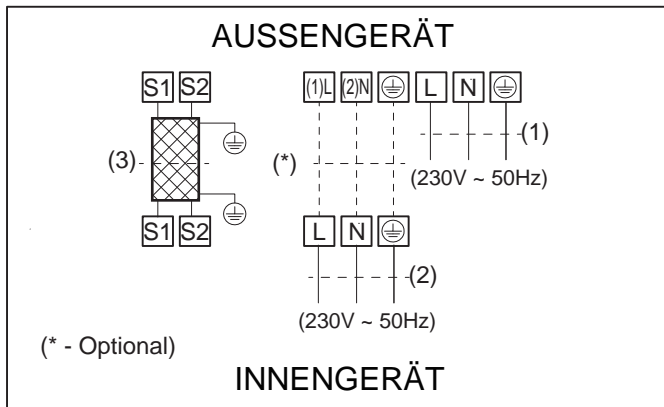 AUSSENGERÄT
S1 S2 (1)L (2)N L N
(3) (*) (1)
(230V ~ 50Hz)
S1 S2 L N
(2)
(230V ~ 50Hz)
(* - Optional)
INNENGERÄT